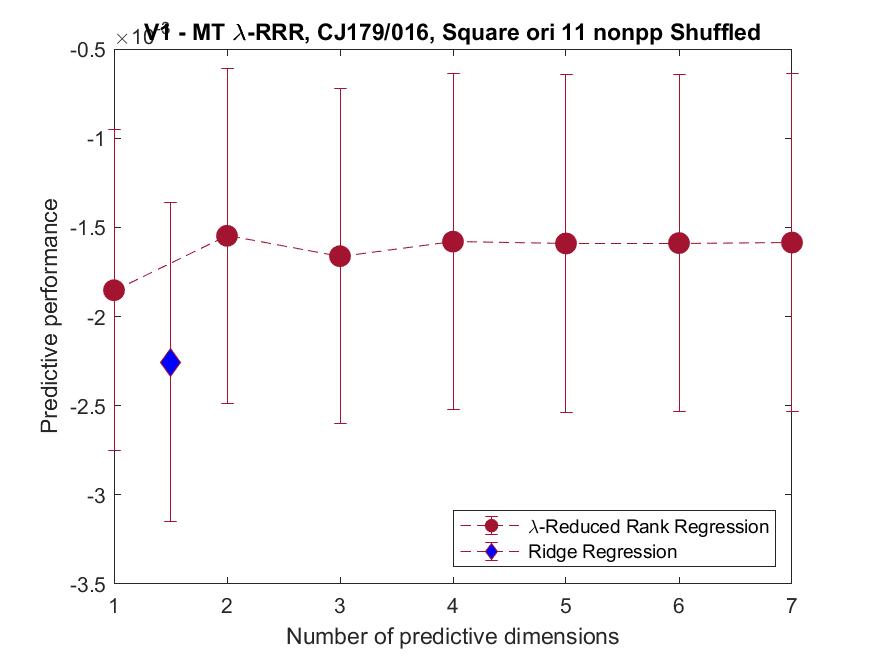 ×10⁻³
V1 - MT λ-RRR, CJ179/016, Square ori 11 nonpp Shuffled
-0.5
-1
-1.5
-2
-2.5
-3
-3.5
Predictive performance
λ-Reduced Rank Regression
Ridge Regression
1 2 3 4 5 6 7
Number of predictive dimensions